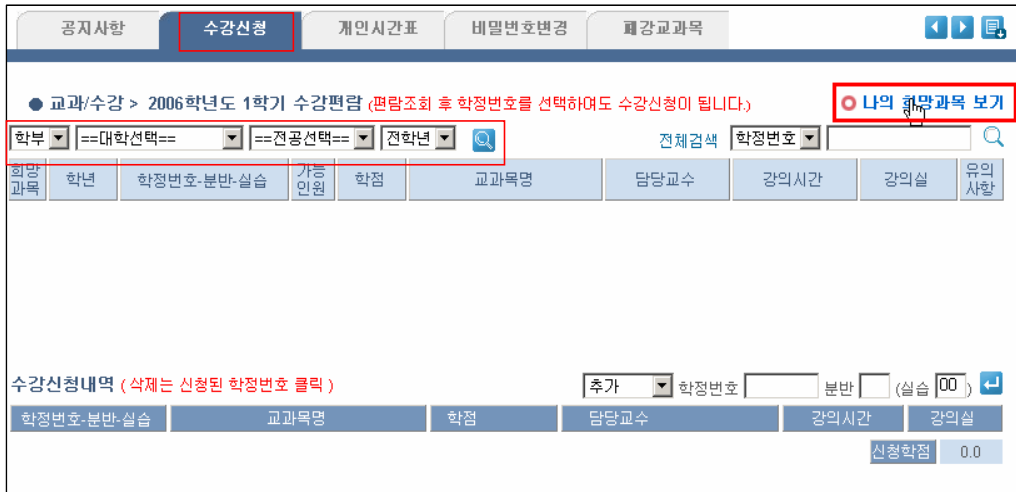 공지사항 수강신청 개인시간표 비밀번호변경 폐강교과목
● 교과/수강 > 2006학년도 1학기 수강편람 (편람조회 후 학정번호를 선택하여도 수강신청이 됩니다.) 나의 희망과목 보기
학부 ==대학선택== ==전공선택== 전학년 전체검색 학정번호
희망과목 학년 학정번호-분반-실습 가능인원 학점 교과목명 담당교수 강의시간 강의실 유의사항
수강신청내역 ( 삭제는 신청된 학정번호 클릭 ) 추가 학정번호 분반 (실습 00 )
학정번호-분반-실습 교과목명 학점 담당교수 강의시간 강의실
신청학점 0.0